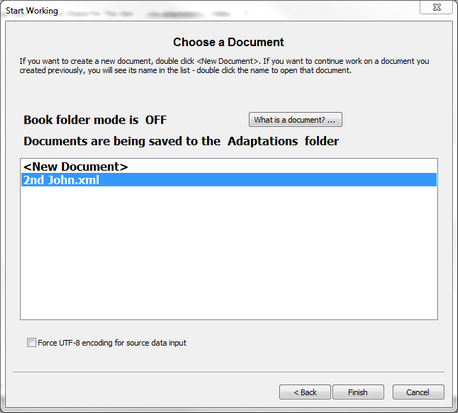 Start Working
Choose a Document
If you want to create a new document, double click <New Document>. If you want to continue work on a document you
created previously, you will see its name in the list - double click the name to open that document.
Book folder mode is OFF
What is a document? ...
Documents are being saved to the Adaptations folder
<New Document>
2nd John.xml
Force UTF-8 encoding for source data input
< Back
Finish
Cancel